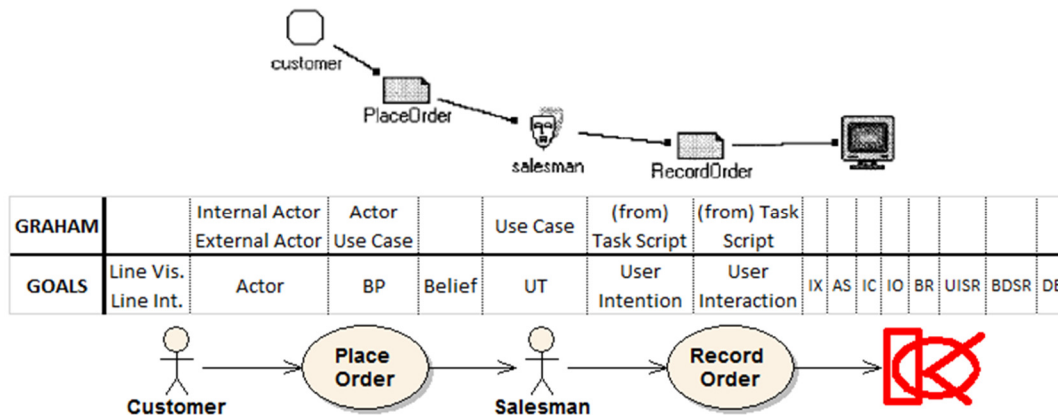 customer
PlaceOrder
salesman
RecordOrder
GRAHAM
Internal Actor
External Actor
Actor
Use Case
Use Case
(from)
Task Script
(from) Task
Script
GOALS
Line Vis.
Line Int.
Actor
BP
Belief
UT
User
Intention
User
Interaction
IX
AS
IC
IO
BR
UISR
BDSR
Place
Order
Record
Order
Customer
Salesman